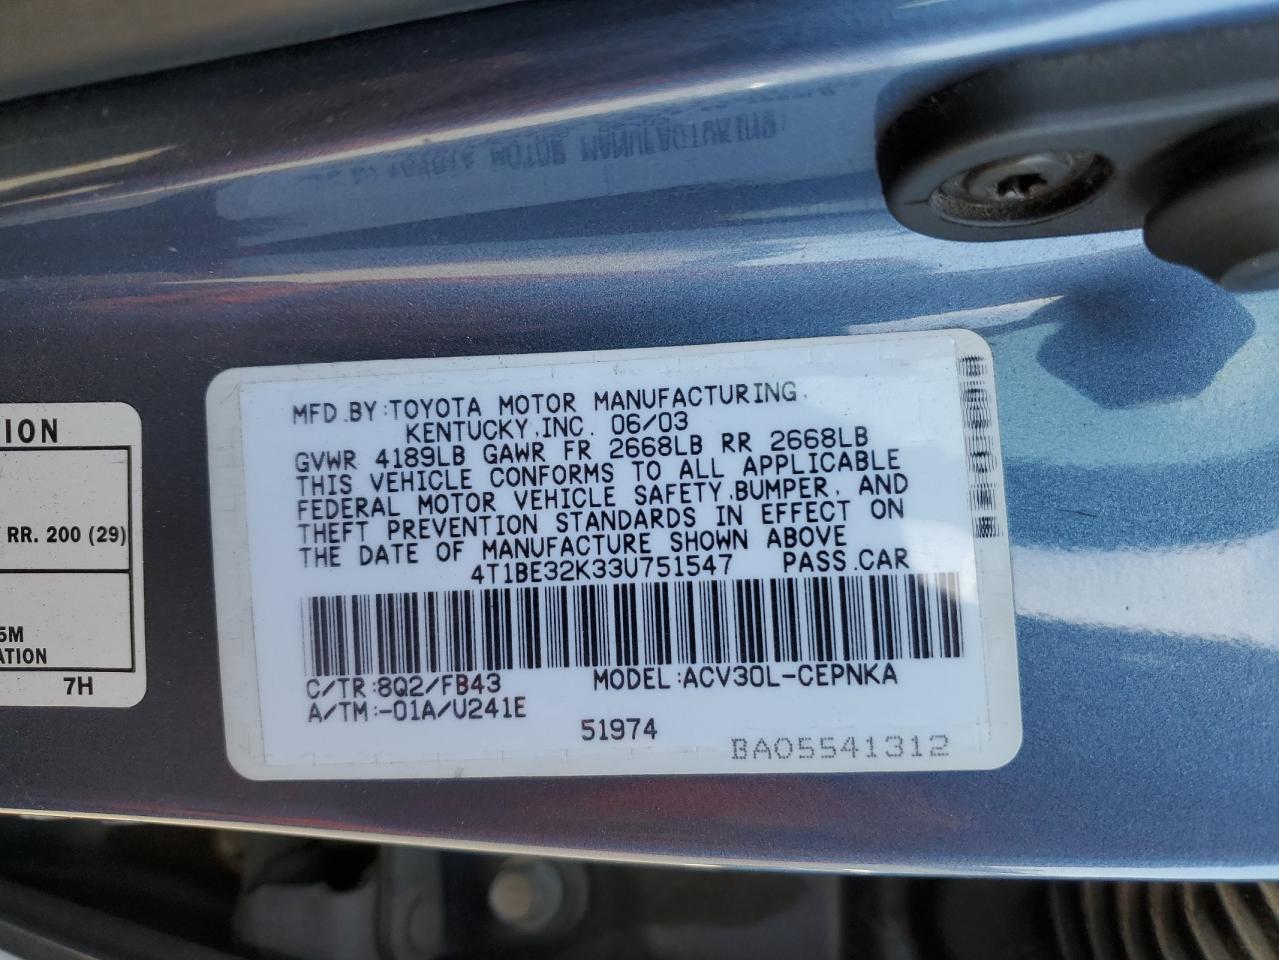 MFD.BY:TOYOTA MOTOR MANUFACTURING,
KENTUCKY,INC. 06/03
GVWR 4189LB GAWR FR 2668LB RR 2668LB
THIS VEHICLE CONFORMS TO ALL APPLICABLE
FEDERAL MOTOR VEHICLE SAFETY,BUMPER, AND
THEFT PREVENTION STANDARDS IN EFFECT ON
THE DATE OF MANUFACTURE SHOWN ABOVE
4T1BE32K33U751547 PASS.CAR
C/TR:8Q2/FB43 MODEL:ACV30L-CEPNKA
A/TM:-01A/U241E
51974
BA05541312
ION
RR. 200 (29)
5M
ATION
7H